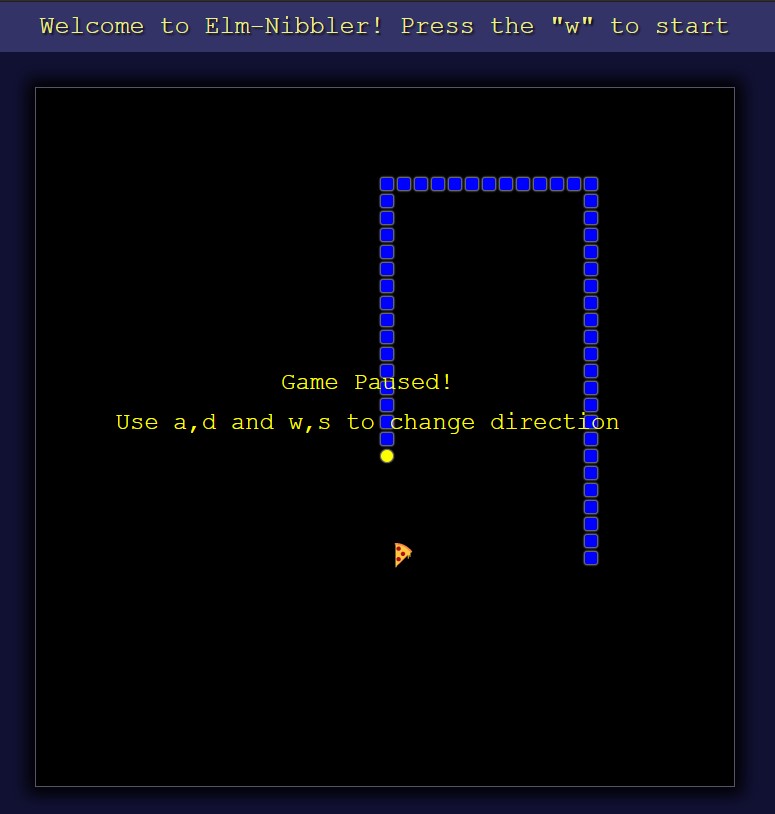 Welcome to Elm-Nibbler! Press the "w" to start
Game Paused!
Use a,d and w,s to change direction